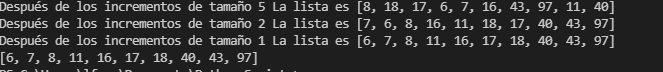 Después de los incrementos de tamaño 5 La lista es [8, 18, 17, 6, 7, 16, 43, 97, 11, 40]
Después de los incrementos de tamaño 2 La lista es [7, 6, 8, 16, 11, 18, 17, 40, 43, 97]
Después de los incrementos de tamaño 1 La lista es [6, 7, 8, 11, 16, 17, 18, 40, 43, 97]
[6, 7, 8, 11, 16, 17, 18, 40, 43, 97]